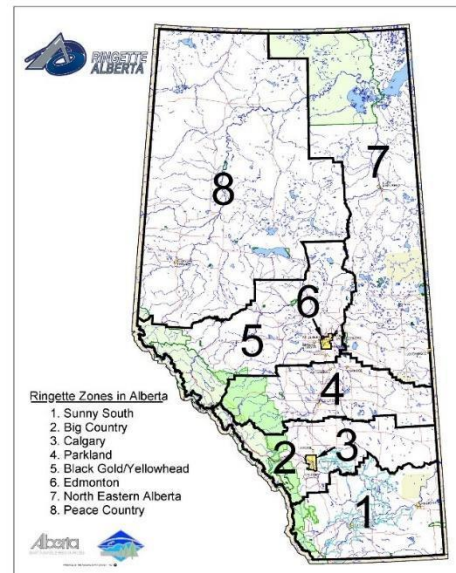 RINGETTE
ALBERTA
7
8
6
5
4
3
2
1
Ringette Zones in Alberta
1. Sunny South
2. Big Country
3. Calgary
4. Parkland
5. Black Gold/Yellowhead
6. Edmonton
7. North Eastern Alberta
8. Peace Country
Alberta